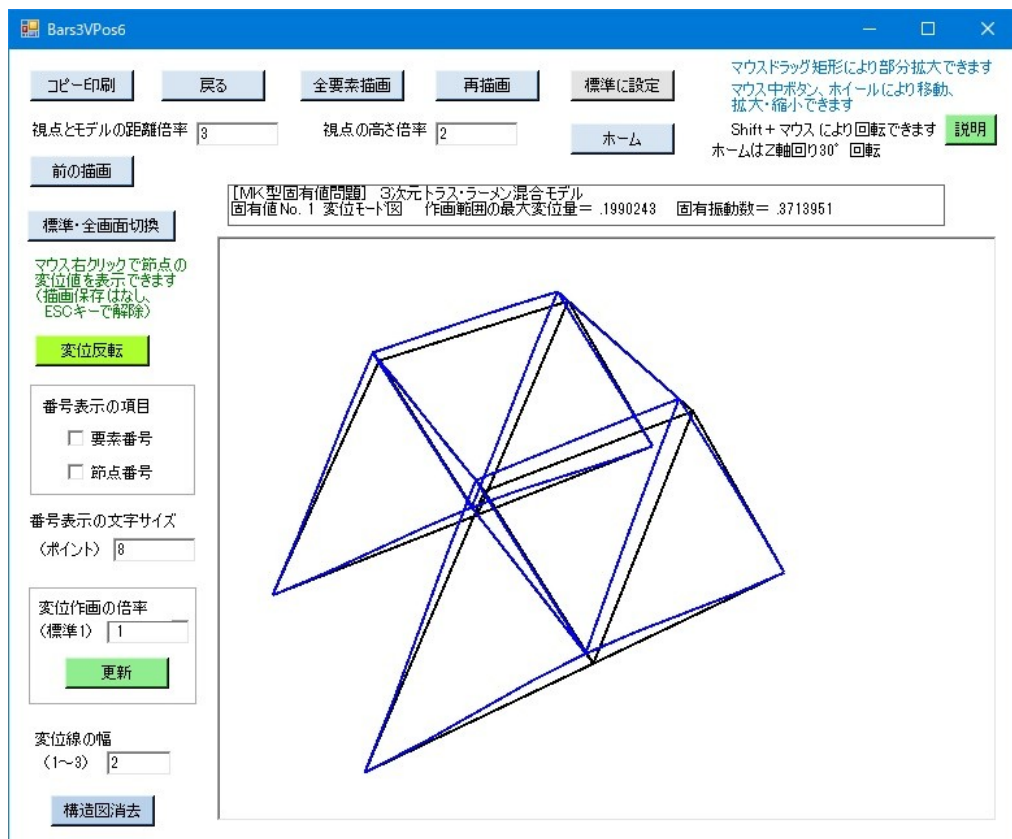 Bars3VPos6
コピー印刷
戻る
全要素描画
再描画
標準に設定
マウスドラッグ矩形により部分拡大できます
マウス中ボタン、ホイールにより移動、
拡大・縮小できます
視点とモデルの距離倍率 3
視点の高さ倍率 2
ホーム
Shift+マウスにより回転できます
説明
ホームはZ軸回り30°回転
前の描画
[MK型固有値問題] 3次元トラス・ラーメン混合モデル
固有値No. 1 変位モード図 作画範囲の最大変位量= .1990243 固有振動数= .3713951
標準・全画面切換
マウス右クリックで節点の
変位値を表示できます
(描画保存はなし、
ESCキーで解除)
変位反転
番号表示の項目
要素番号
節点番号
番号表示の文字サイズ
(ポイント) 8
変位作画の倍率
(標準1) 1
更新
変位線の幅
(1~3) 2
構造図消去